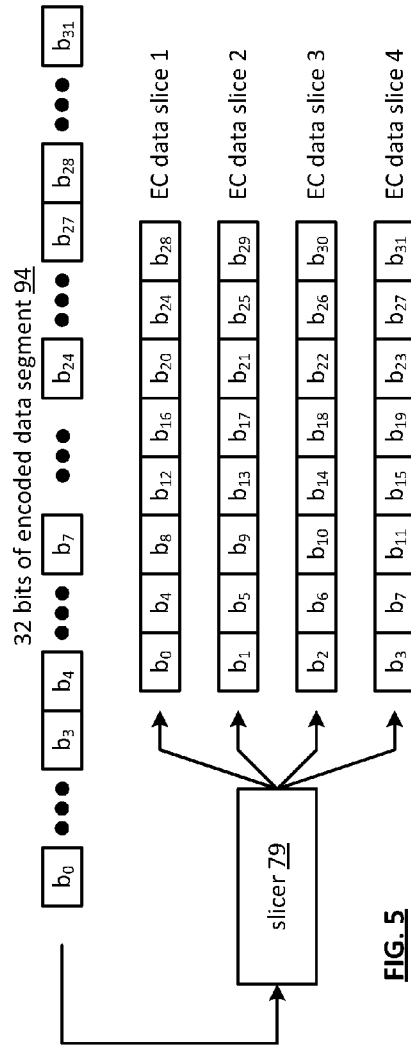 32 bits of encoded data segment 94
b0 ●●● b3 b4 ●●● b7 ●●● b24 ●●● b27 b28 ●●● b31
slicer 79
b0 b4 b8 b12 b16 b20 b24 b28 EC data slice 1
b1 b5 b9 b13 b17 b21 b25 b29 EC data slice 2
b2 b6 b10 b14 b18 b22 b26 b30 EC data slice 3
b3 b7 b11 b15 b19 b23 b27 b31 EC data slice 4
FIG. 5